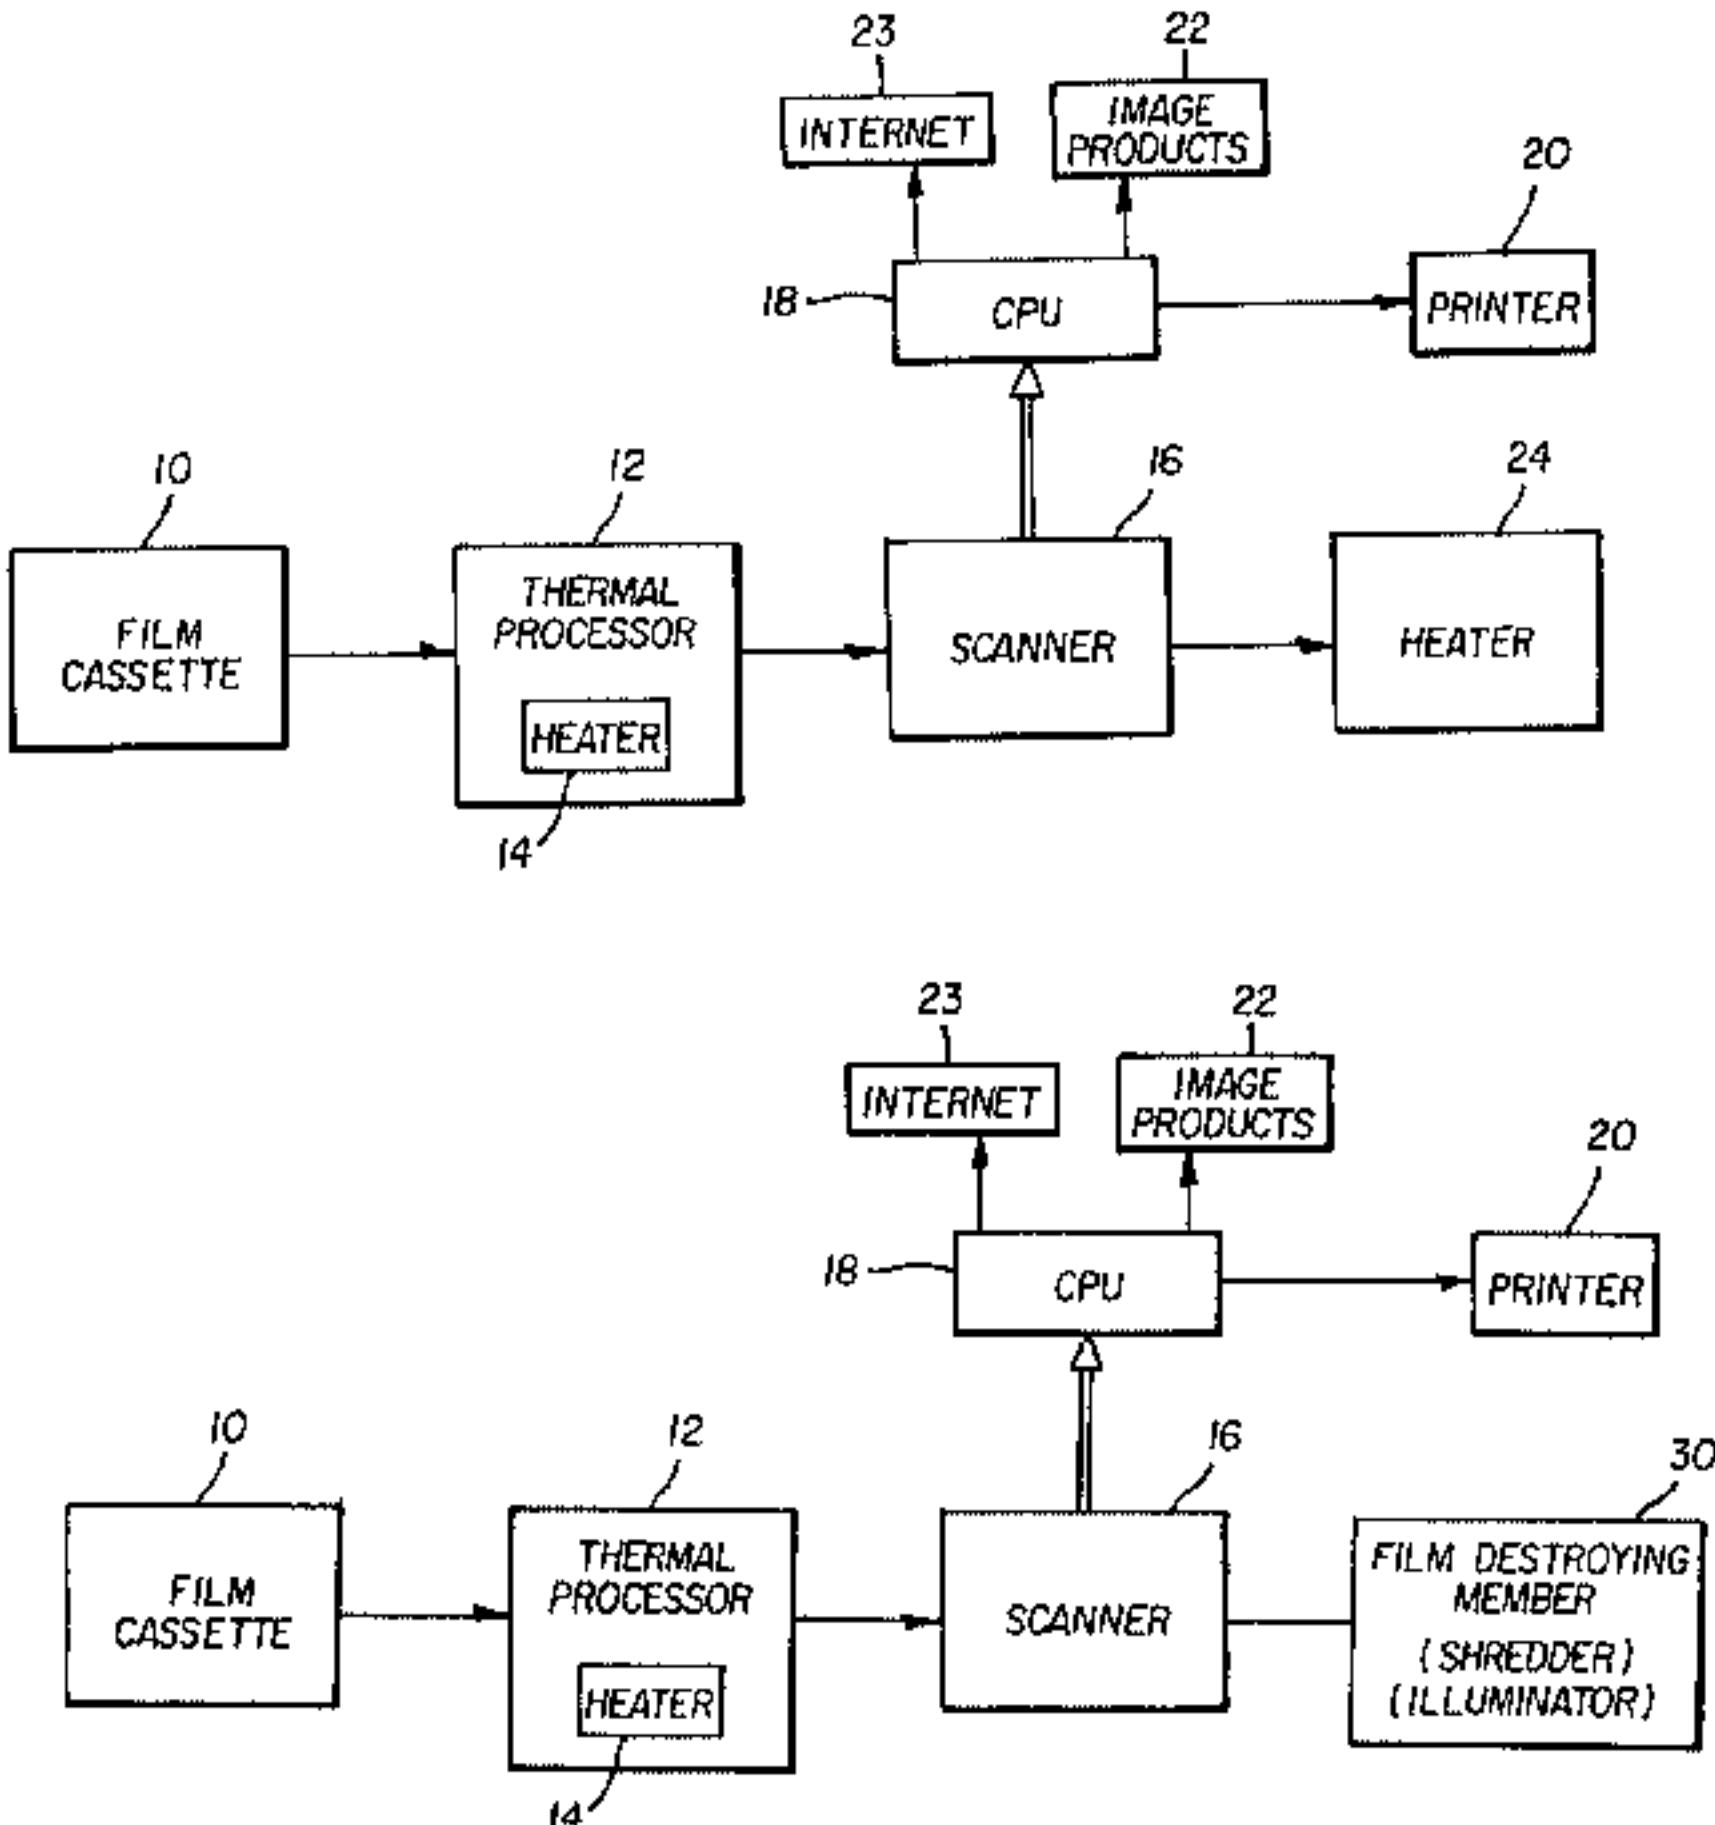 23
22
INTERNET
IMAGE
PRODUCTS
20
18
CPU
PRINTER
10
12
16
24
FILM
CASSETTE
THERMAL
PROCESSOR
HEATER
14
SCANNER
HEATER
23
22
INTERNET
IMAGE
PRODUCTS
20
18
CPU
PRINTER
10
12
16
30
FILM
CASSETTE
THERMAL
PROCESSOR
HEATER
14
SCANNER
FILM DESTROYING
MEMBER
(SHREDDER)
(ILLUMINATOR)